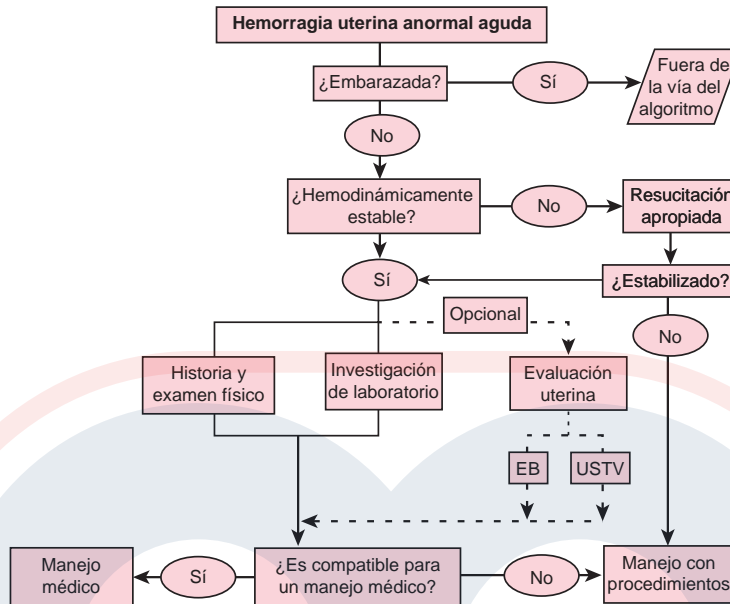 Hemorragia uterina anormal aguda
¿Embarazada?
Sí
Fuera de
la vía del
algoritmo
No
¿Hemodinámicamente
estable?
No
Resucitación
apropiada
Sí
¿Estabilizado?
Opcional
No
Historia y
examen físico
Investigación
de laboratorio
Evaluación
uterina
EB
USTV
Manejo
médico
Sí
¿Es compatible para
un manejo médico?
No
Manejo con
procedimientos